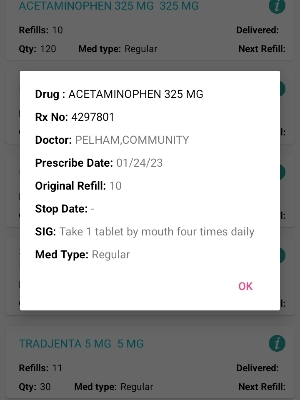 ACETAMINOPHEN 325 MG 325 MG
Refills: 10 Delivered:
Qty: 120 Med type: Regular Next Refill:
Drug : ACETAMINOPHEN 325 MG
Rx No: 4297801
Doctor: PELHAM,COMMUNITY
Prescribe Date: 01/24/23
Original Refill: 10
Stop Date: -
SIG: Take 1 tablet by mouth four times daily
Med Type: Regular
OK
TRADJENTA 5 MG 5 MG
Refills: 11 Delivered:
Qty: 30 Med type: Regular Next Refill: